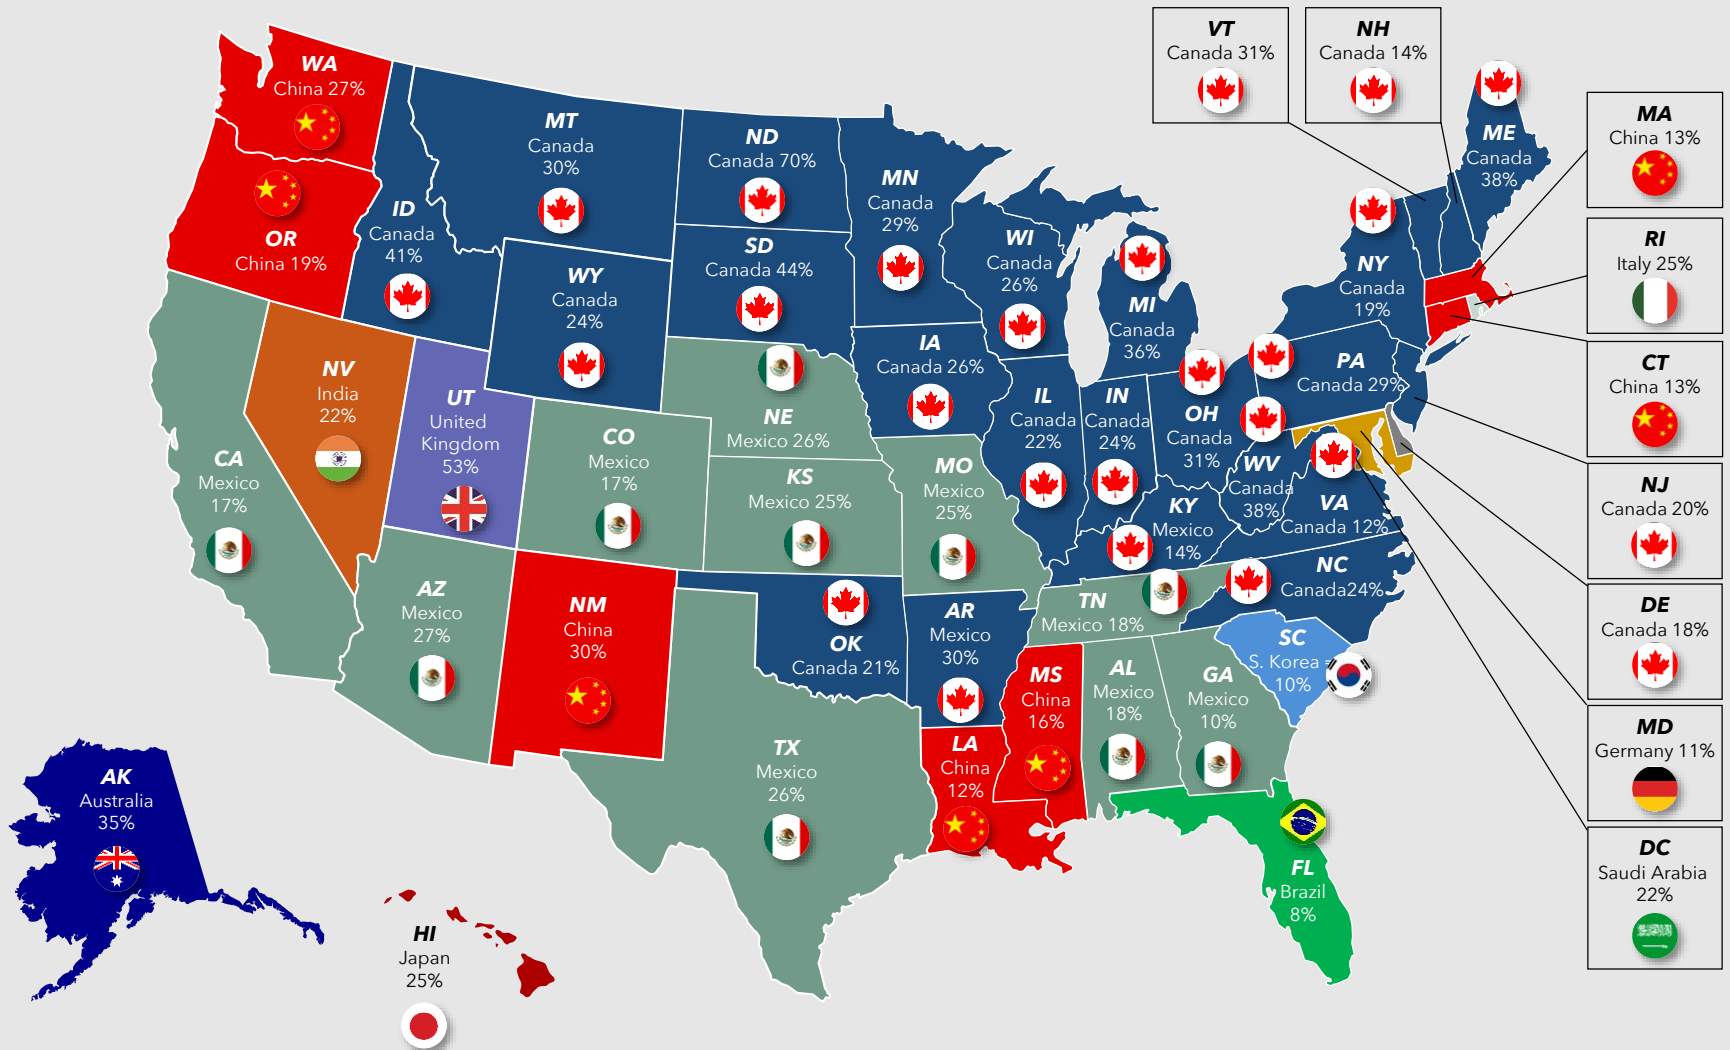 WA
China 27%
OR
China 19%
ID
Canada
41%
MT
Canada
30%
ND
Canada 70%
SD
Canada 44%
MN
Canada
29%
WI
Canada
26%
MI
Canada
36%
WY
Canada
24%
IA
Canada 26%
NV
India
22%
UT
United
Kingdom
53%
CA
Mexico
17%
CO
Mexico
17%
NE
Mexico 26%
KS
Mexico 25%
MO
Mexico
25%
IL
Canada
22%
IN
Canada
24%
OH
Canada
31%
WV
Canada
38%
KY
Mexico
14%
VA
Canada 12%
NC
Canada24%
PA
Canada 29%
NY
Canada
19%
ME
Canada
38%
VT
Canada 31%
NH
Canada 14%
MA
China 13%
RI
Italy 25%
CT
China 13%
NJ
Canada 20%
DE
Canada 18%
MD
Germany 11%
DC
Saudi Arabia
22%
AZ
Mexico
27%
NM
China
30%
OK
Canada 21%
TX
Mexico
26%
AR
Mexico
30%
LA
China
12%
MS
China
16%
TN
Mexico 18%
AL
Mexico
18%
GA
Mexico
10%
SC
S. Korea
10%
FL
Brazil
8%
AK
Australia
35%
HI
Japan
25%